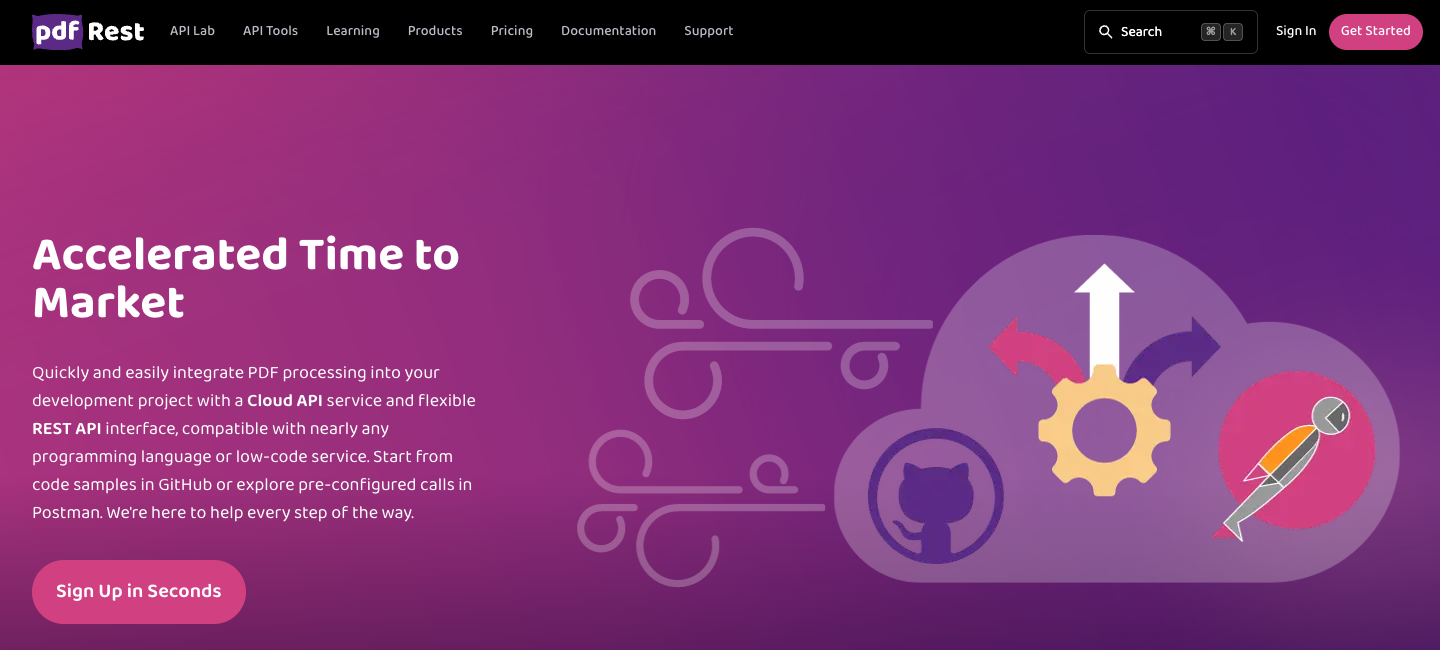 pdf Rest
API Lab
API Tools
Learning
Products
Pricing
Documentation
Support
Search
⌘ K
Sign In
Get Started
Accelerated Time to
Market
Quickly and easily integrate PDF processing into your
development project with a Cloud API service and flexible
REST API interface, compatible with nearly any
programming language or low-code service. Start from
code samples in GitHub or explore pre-configured calls in
Postman. We're here to help every step of the way.
Sign Up in Seconds